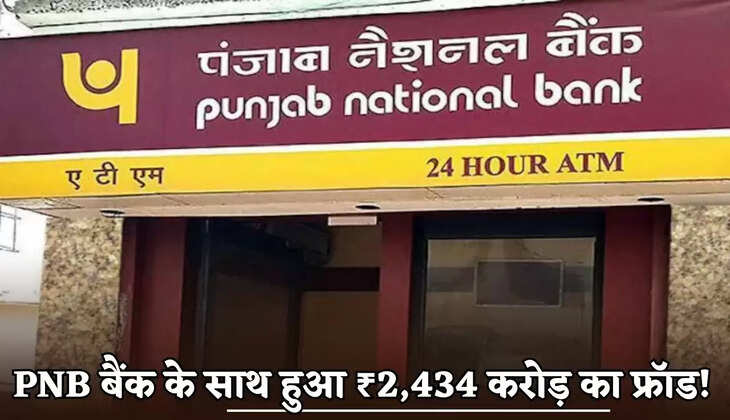 पंजाब नैशनल बैंक
punjab national bank
ए टी एम
24 HOUR ATM
PNB बैंक के साथ हुआ ₹2,434 करोड़ का फ्रॉड!